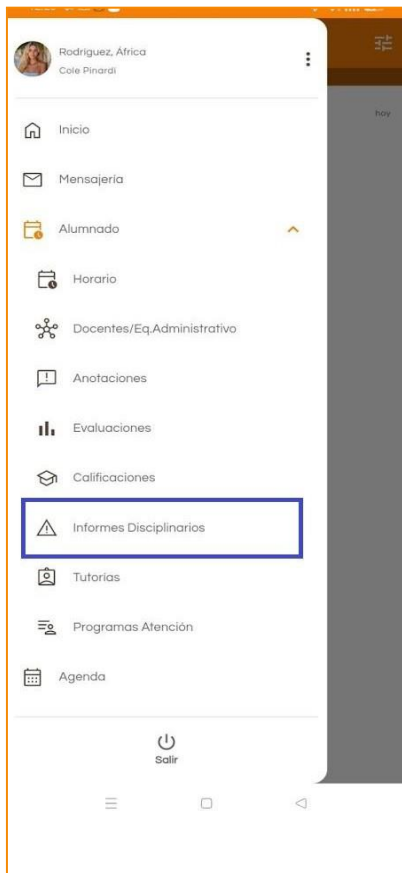 Rodríguez, África
Cole Pinardi
hoy
Inicio
Mensajería
Alumnado
Horario
Docentes/Eq.Administrativo
Anotaciones
Evaluaciones
Calificaciones
Informes Disciplinarios
Tutorías
Programas Atención
Agenda
Salir